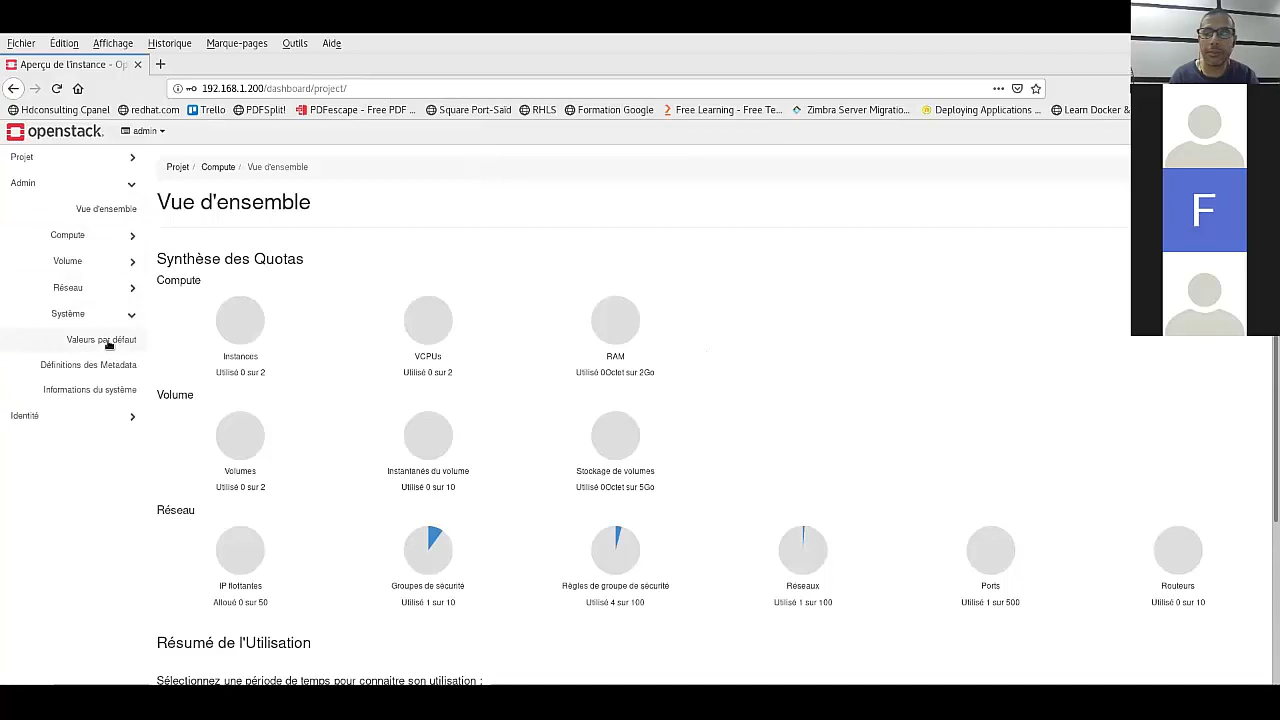 Fichier Édition Affichage Historique Marque-pages Outils Aide
Aperçu de l'instance - Op
192.168.1.200/dashboard/project/
Hdconsulting Cpanel redhat.com Trello PDFSplit! PDFescape - Free PDF ... Square Port-Saïd RHLS Formation Google Free Learning - Free Te... Zimbra Server Migratio... Deploying Applications ... Learn Docker &
openstack. admin
Projet
Admin
Vue d'ensemble
Compute
Volume
Réseau
Système
Valeurs par défaut
Définitions des Metadata
Informations du système
Identité
Projet / Compute / Vue d'ensemble
Vue d'ensemble
Synthèse des Quotas
Compute
Instances VCPUs RAM
Utilisé 0 sur 2 Utilisé 0 sur 2 Utilisé 0Octet sur 2Go
Volume
Volumes Instantanés du volume Stockage de volumes
Utilisé 0 sur 2 Utilisé 0 sur 10 Utilisé 0Octet sur 5Go
Réseau
IP flottantes Groupes de sécurité Règles de groupe de sécurité Réseaux Ports Routeurs
Alloué 0 sur 50 Utilisé 1 sur 10 Utilisé 4 sur 100 Utilisé 1 sur 100 Utilisé 1 sur 500 Utilisé 0 sur 10
Résumé de l'Utilisation
Sélectionnez une période de temps pour connaitre son utilisation :
F